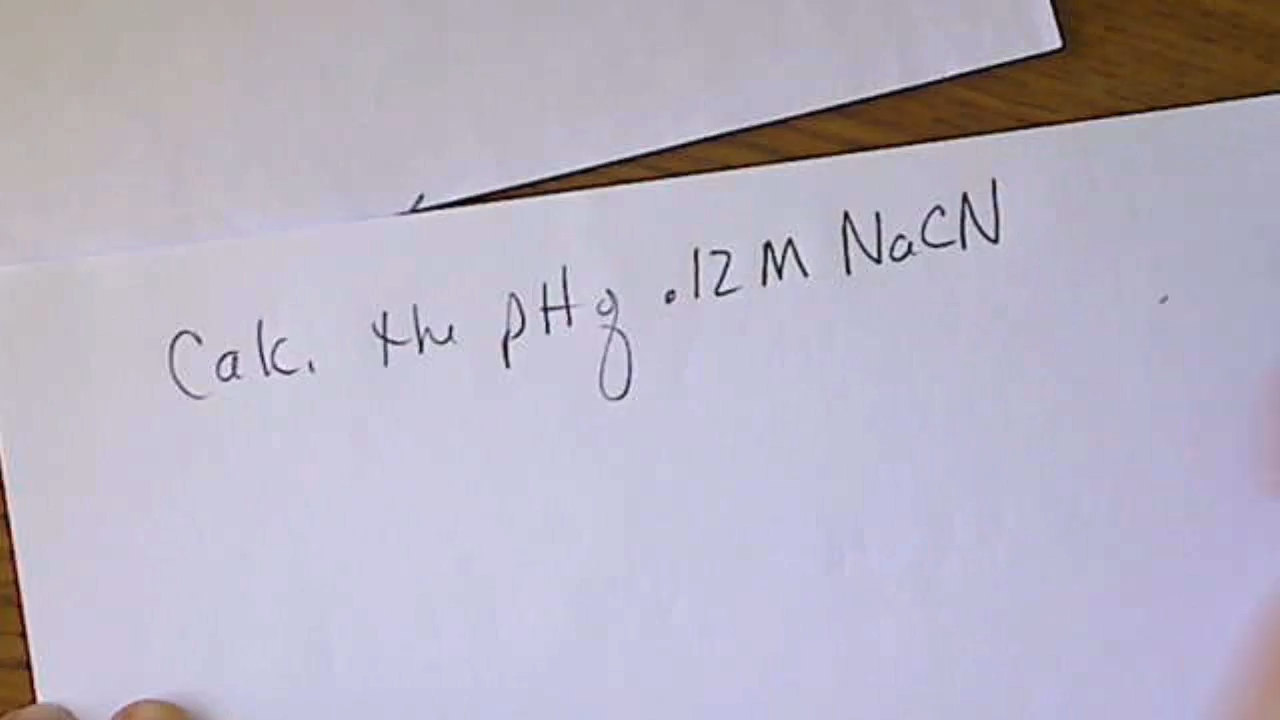 Calc. the pH of .12 M NaCN